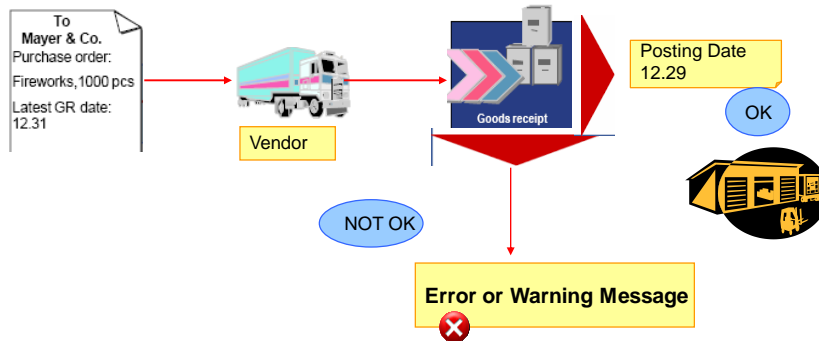 To
Mayer & Co.
Purchase order:
Fireworks,1000 pcs
Latest GR date:
12.31
Vendor
Goods receipt
Posting Date
12.29
OK
NOT OK
Error or Warning Message